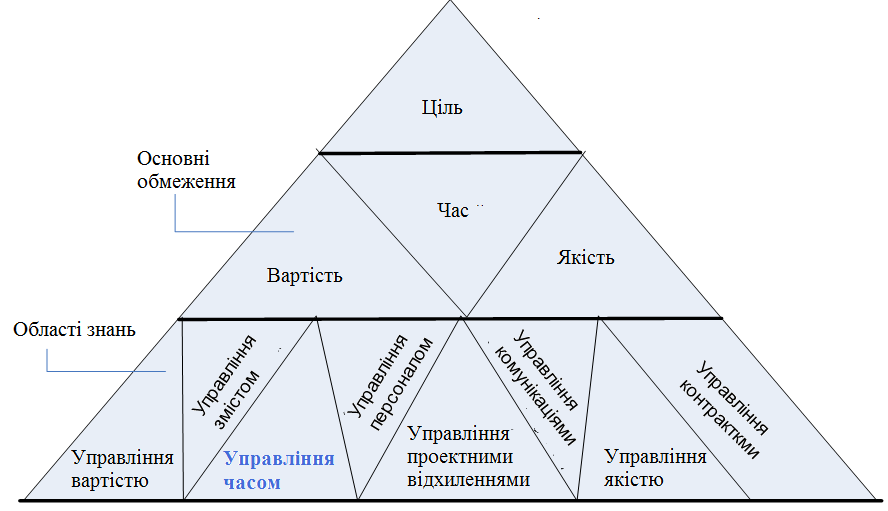 Ціль
Основні
обмеження
Час
Вартість
Якість
Області знань
Управління
вартістю
Управління
змістом
Управління
часом
Управління
персоналом
Управління
проектними
відхиленнями
Управління
комунікаціями
Управління
якістю
Управління
контракткми